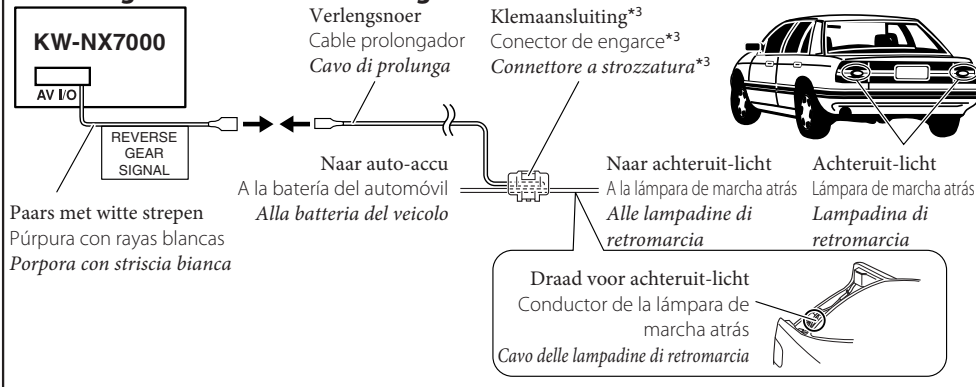 KW-NX7000
AV I/O
REVERSE
GEAR
SIGNAL
Paars met witte strepen
Púrpura con rayas blancas
Porpora con striscia bianca
Verlengsnoer
Cable prolongador
Cavo di prolunga
Klemaansluiting*3
Conector de engarce*3
Connettore a strozzatura*3
Naar auto-accu
A la batería del automóvil
Alla batteria del veicolo
Naar achteruit-licht
A la lámpara de marcha atrás
Alle lampadine di
retromarcia
Achteruit-licht
Lámpara de marcha atrás
Lampadina di
retromarcia
Draad voor achteruit-licht
Conductor de la lámpara de
marcha atrás
Cavo delle lampadine di retromarcia